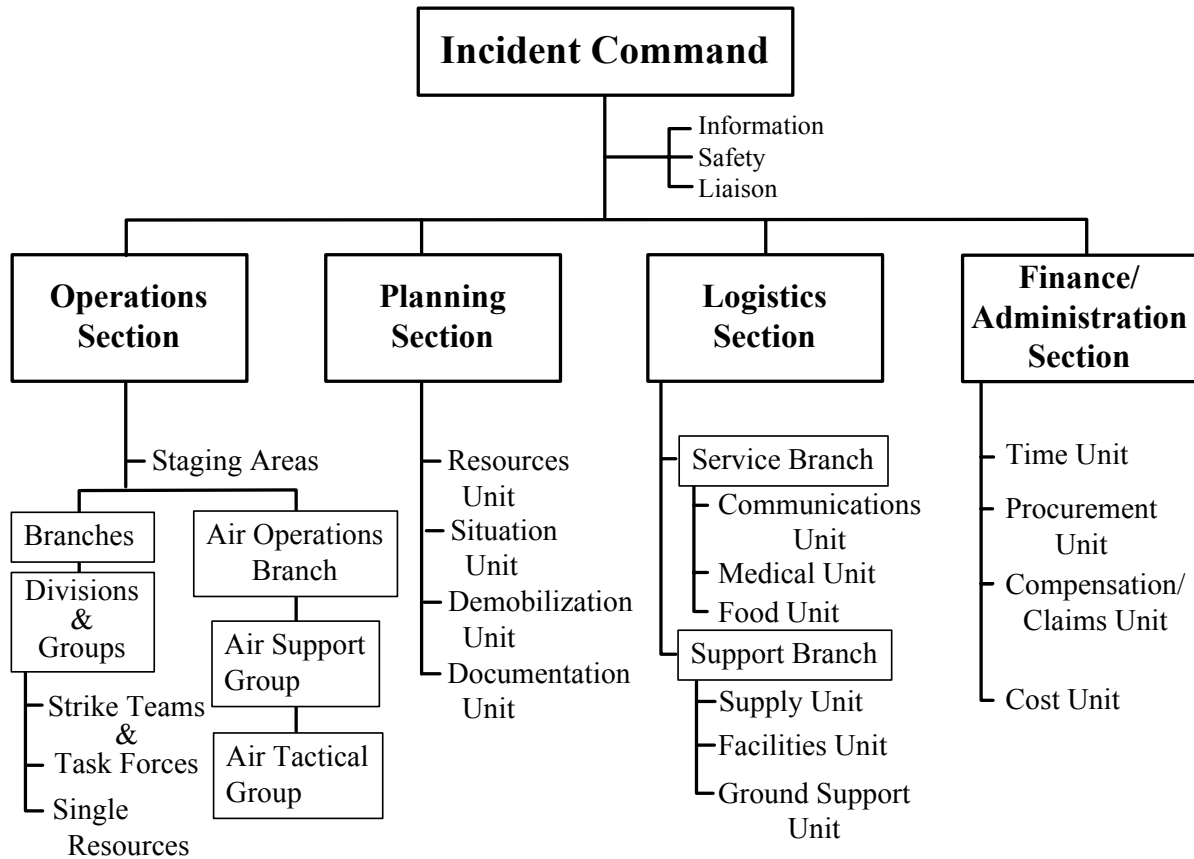 Incident Command
Information
Safety
Liaison
Operations
Section
Planning
Section
Logistics
Section
Finance/
Administration
Section
Staging Areas
Branches
Divisions
&
Groups
Strike Teams
&
Task Forces
Single
Resources
Air Operations
Branch
Air Support
Group
Air Tactical
Group
Resources
Unit
Situation
Unit
Demobilization
Unit
Documentation
Unit
Service Branch
Communications
Unit
Medical Unit
Food Unit
Support Branch
Supply Unit
Facilities Unit
Ground Support
Unit
Time Unit
Procurement
Unit
Compensation/
Claims Unit
Cost Unit